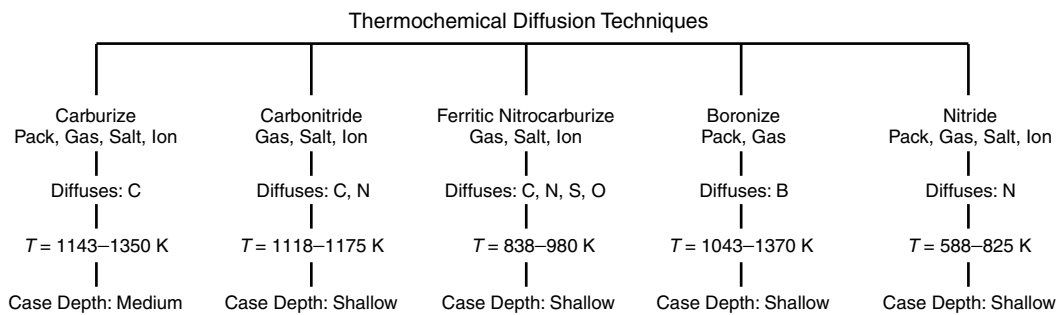 Thermochemical Diffusion Techniques
Carburize
Pack, Gas, Salt, Ion
Diffuses: C
T = 1143–1350 K
Case Depth: Medium
Carbonitride
Gas, Salt, Ion
Diffuses: C, N
T = 1118–1175 K
Case Depth: Shallow
Ferritic Nitrocarburize
Gas, Salt, Ion
Diffuses: C, N, S, O
T = 838–980 K
Case Depth: Shallow
Boronize
Pack, Gas
Diffuses: B
T = 1043–1370 K
Case Depth: Shallow
Nitride
Pack, Gas, Salt, Ion
Diffuses: N
T = 588–825 K
Case Depth: Shallow